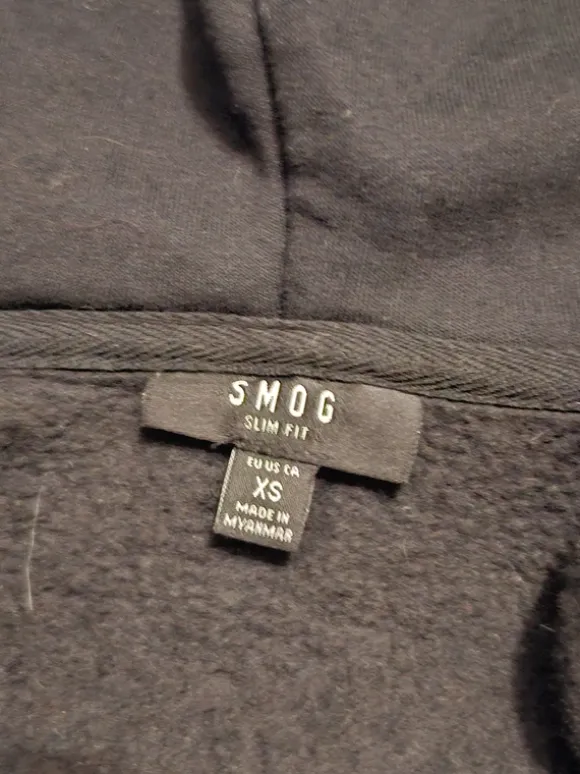 SMOG
SLIM FIT
EU US CA
XS
MADE IN
MYANMAR